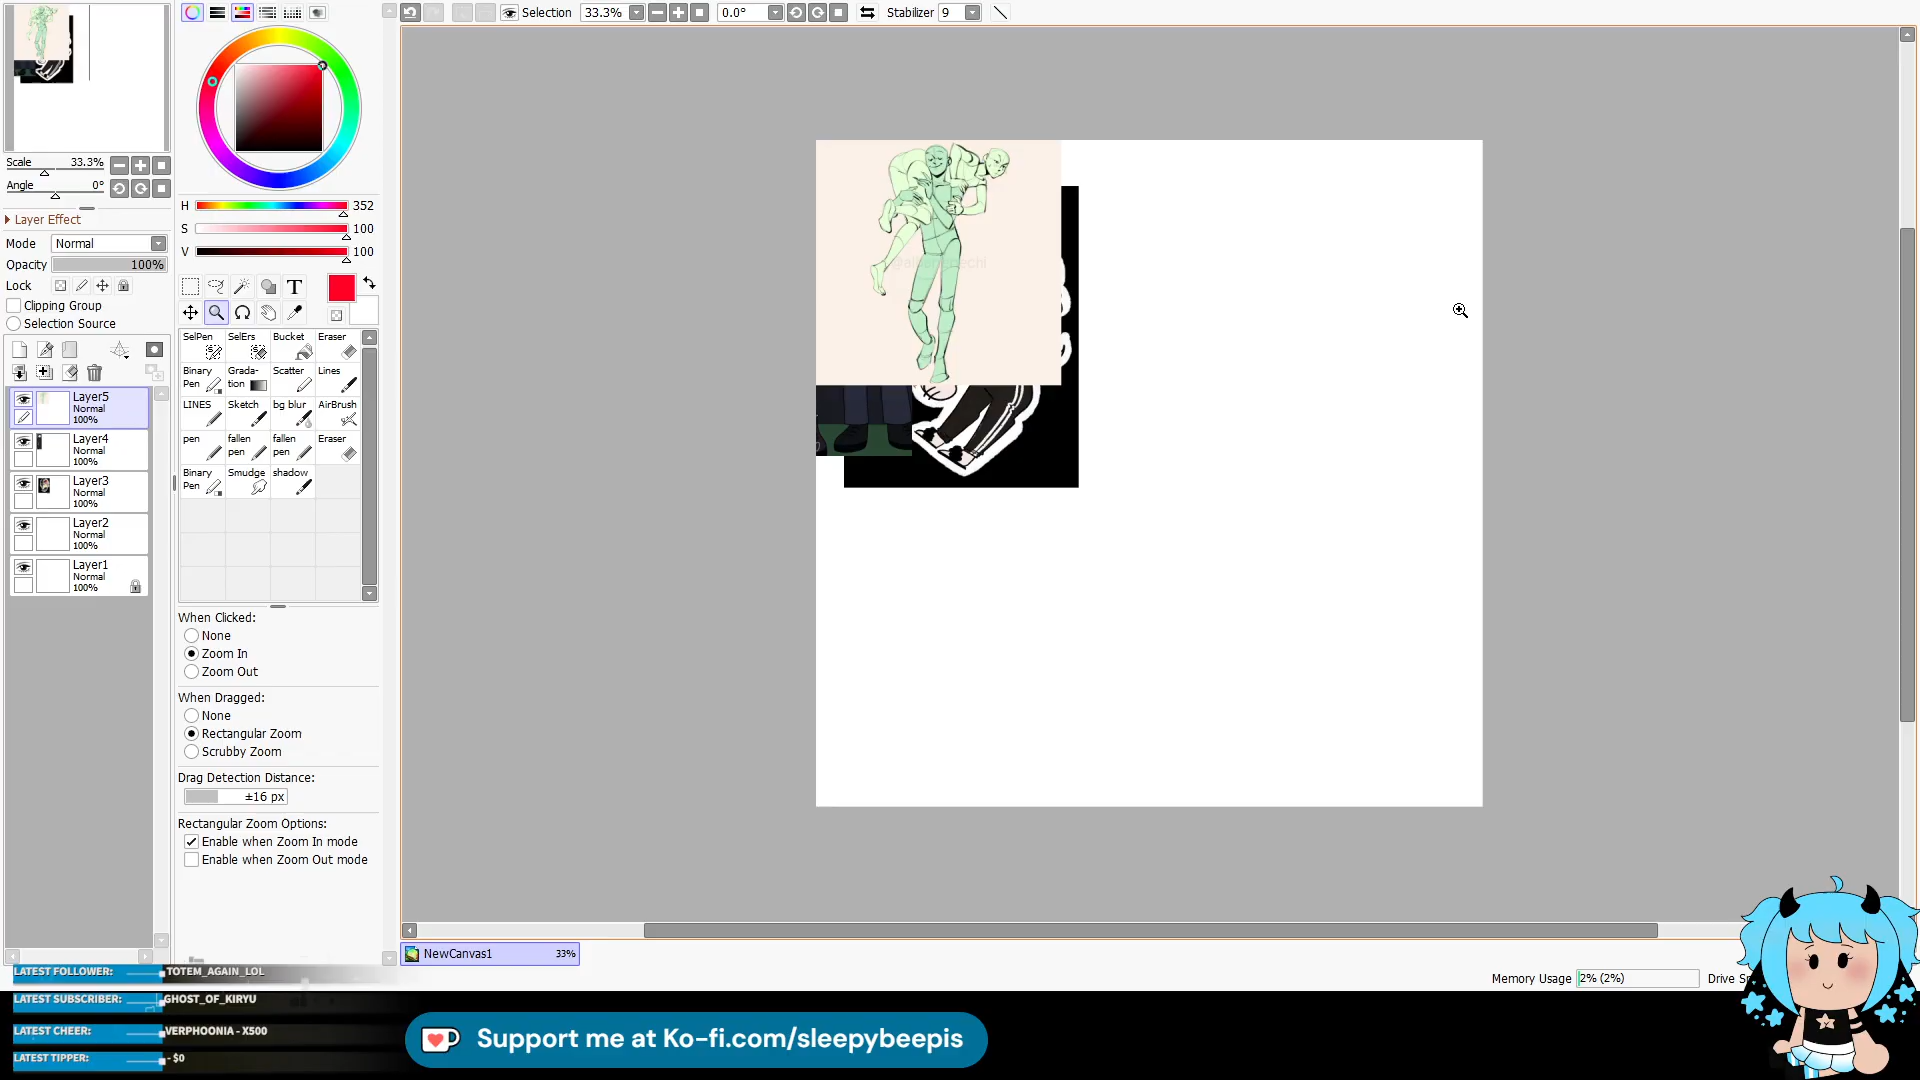 Selection 33.3% 0.0° Stabilizer 9
Scale 33.3%
Angle 0°
Layer Effect
Mode Normal
Opacity 100%
Lock
Clipping Group
Selection Source
Layer5
Normal
100%
Layer4
Normal
100%
Layer3
Normal
100%
Layer2
Normal
100%
Layer1
Normal
100%
H 352
S 100
V 100
T
SelPen SelErs Bucket Eraser
Binary Pen Grada-tion Scatter Lines
LINES Sketch bg blur AirBrush
pen fallen pen fallen pen Eraser
Binary Pen Smudge shadow
When Clicked:
None
Zoom In
Zoom Out
When Dragged:
None
Rectangular Zoom
Scrubby Zoom
Drag Detection Distance:
±16 px
Rectangular Zoom Options:
Enable when Zoom In mode
Enable when Zoom Out mode
NewCanvas1 33%
Memory Usage 2% (2%) Drive
LATEST FOLLOWER: TOTEM_AGAIN_LOL
LATEST SUBSCRIBER: GHOST_OF_KIRYU
LATEST CHEER: VERPHOONIA - X500
LATEST TIPPER: - $0
Support me at Ko-fi.com/sleepybeepis